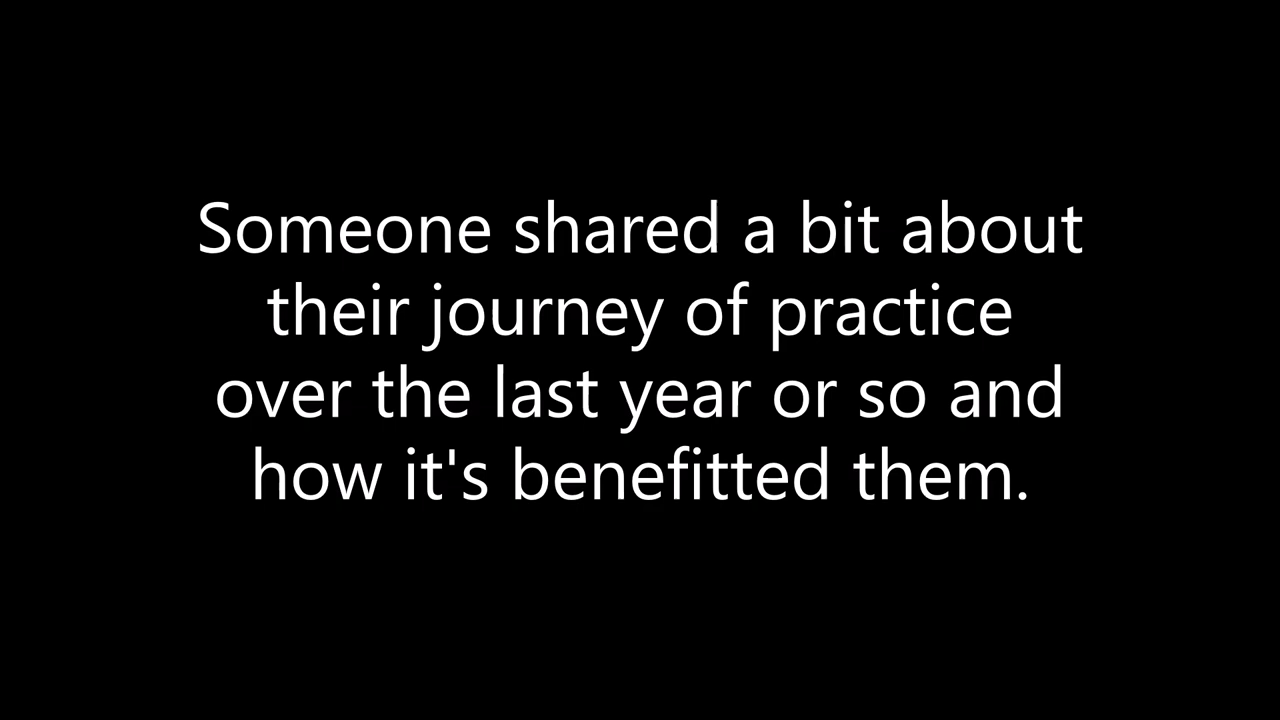 Someone shared a bit about
their journey of practice
over the last year or so and
how it's benefitted them.